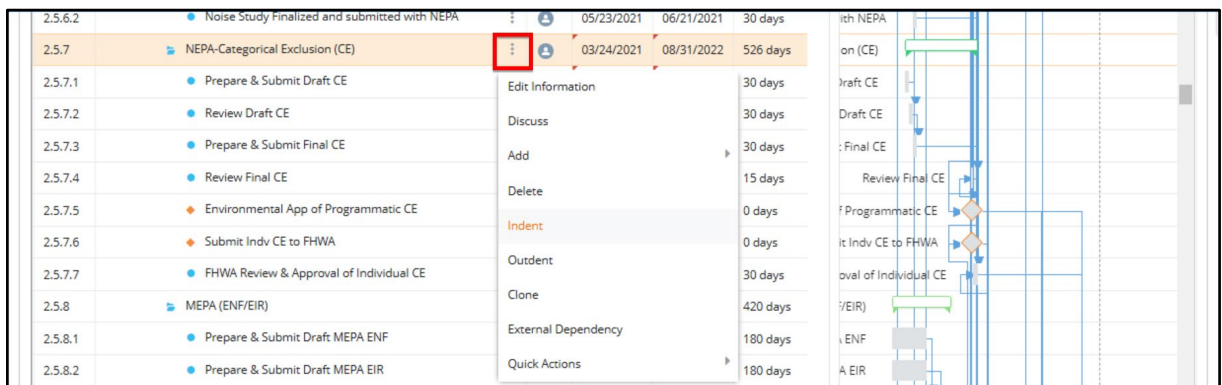 2.5.6.2 Noise Study Finalized and submitted with NEPA 05/23/2021 06/21/2021 30 days ith NEPA
2.5.7 NEPA-Categorical Exclusion (CE) 03/24/2021 08/31/2022 526 days on (CE)
2.5.7.1 Prepare & Submit Draft CE Edit Information 30 days Draft CE
2.5.7.2 Review Draft CE Discuss 30 days Draft CE
2.5.7.3 Prepare & Submit Final CE Add 30 days : Final CE
2.5.7.4 Review Final CE Delete 15 days Review Final CE
2.5.7.5 Environmental App of Programmatic CE Indent 0 days f Programmatic CE
2.5.7.6 Submit Indv CE to FHWA Outdent 0 days it Indv CE to FHWA
2.5.7.7 FHWA Review & Approval of Individual CE Clone 30 days oval of Individual CE
2.5.8 MEPA (ENF/EIR) 420 days F/EIR)
2.5.8.1 Prepare & Submit Draft MEPA ENF External Dependency 180 days A ENF
2.5.8.2 Prepare & Submit Draft MEPA EIR Quick Actions 180 days A EIR